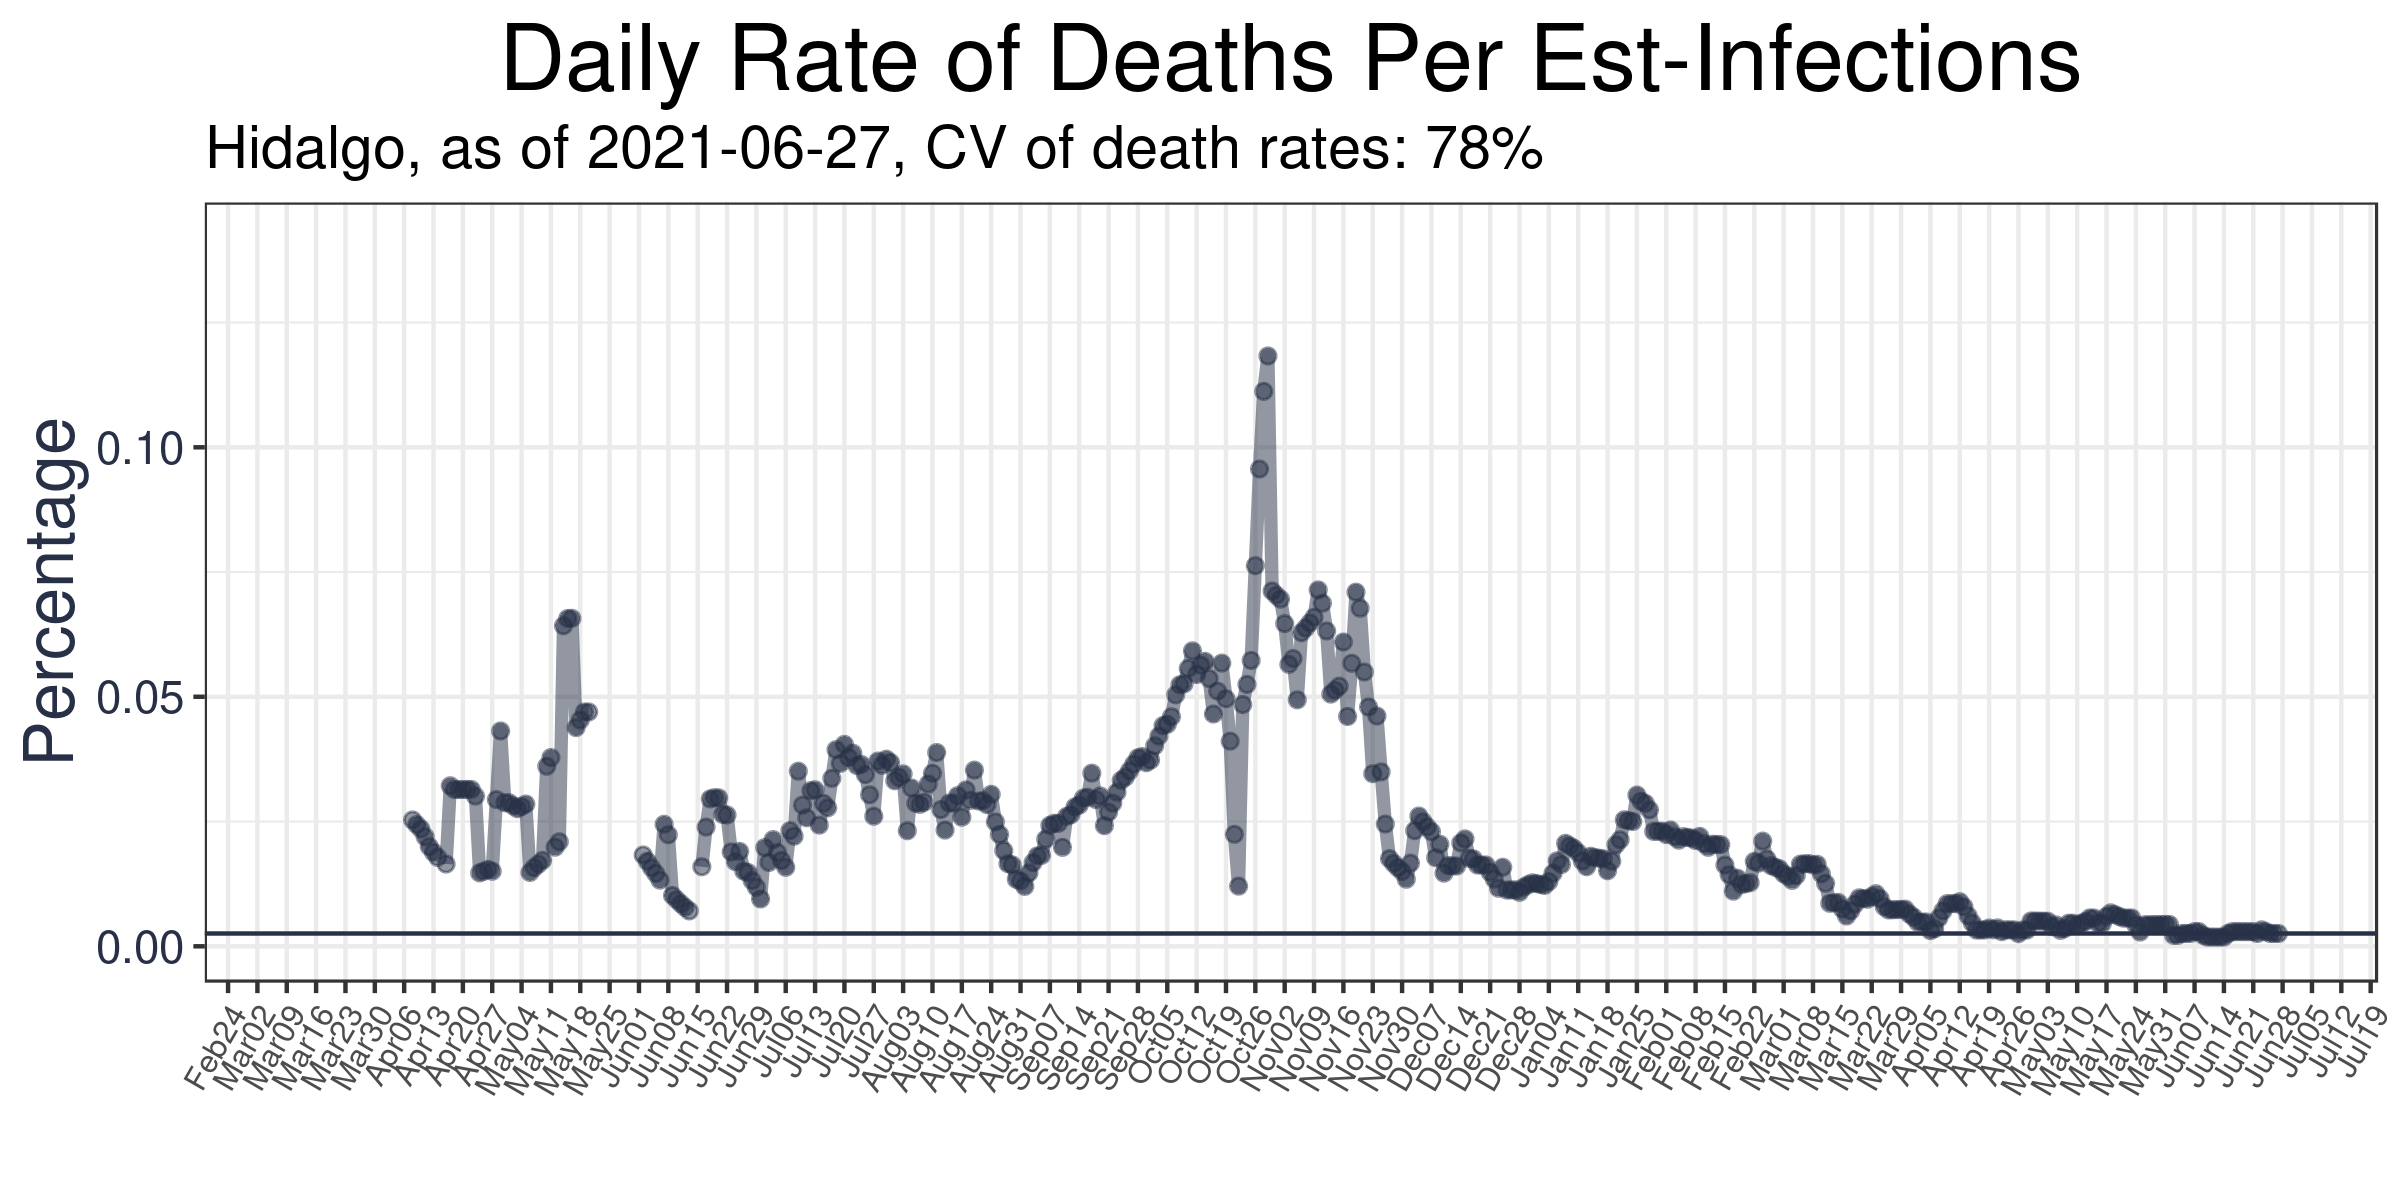 Daily Rate of Deaths Per Est-Infections
Hidalgo, as of 2021-06-27, CV of death rates: 78%
Percentage
0.10
0.05
0.00
Feb24
Mar02
Mar09
Mar16
Mar23
Mar30
Apr06
Apr13
Apr20
Apr27
May04
May11
May18
May25
Jun01
Jun08
Jun15
Jun22
Jun29
Jul06
Jul13
Jul20
Jul27
Aug03
Aug10
Aug17
Aug24
Aug31
Sep07
Sep14
Sep21
Sep28
Oct05
Oct12
Oct19
Oct26
Nov02
Nov09
Nov16
Nov23
Nov30
Dec07
Dec14
Dec21
Dec28
Jan04
Jan11
Jan18
Jan25
Feb01
Feb08
Feb15
Feb22
Mar01
Mar08
Mar15
Mar22
Mar29
Apr05
Apr12
Apr19
Apr26
May03
May10
May17
May24
May31
Jun07
Jun14
Jun21
Jun28
Jul05
Jul12
Jul19